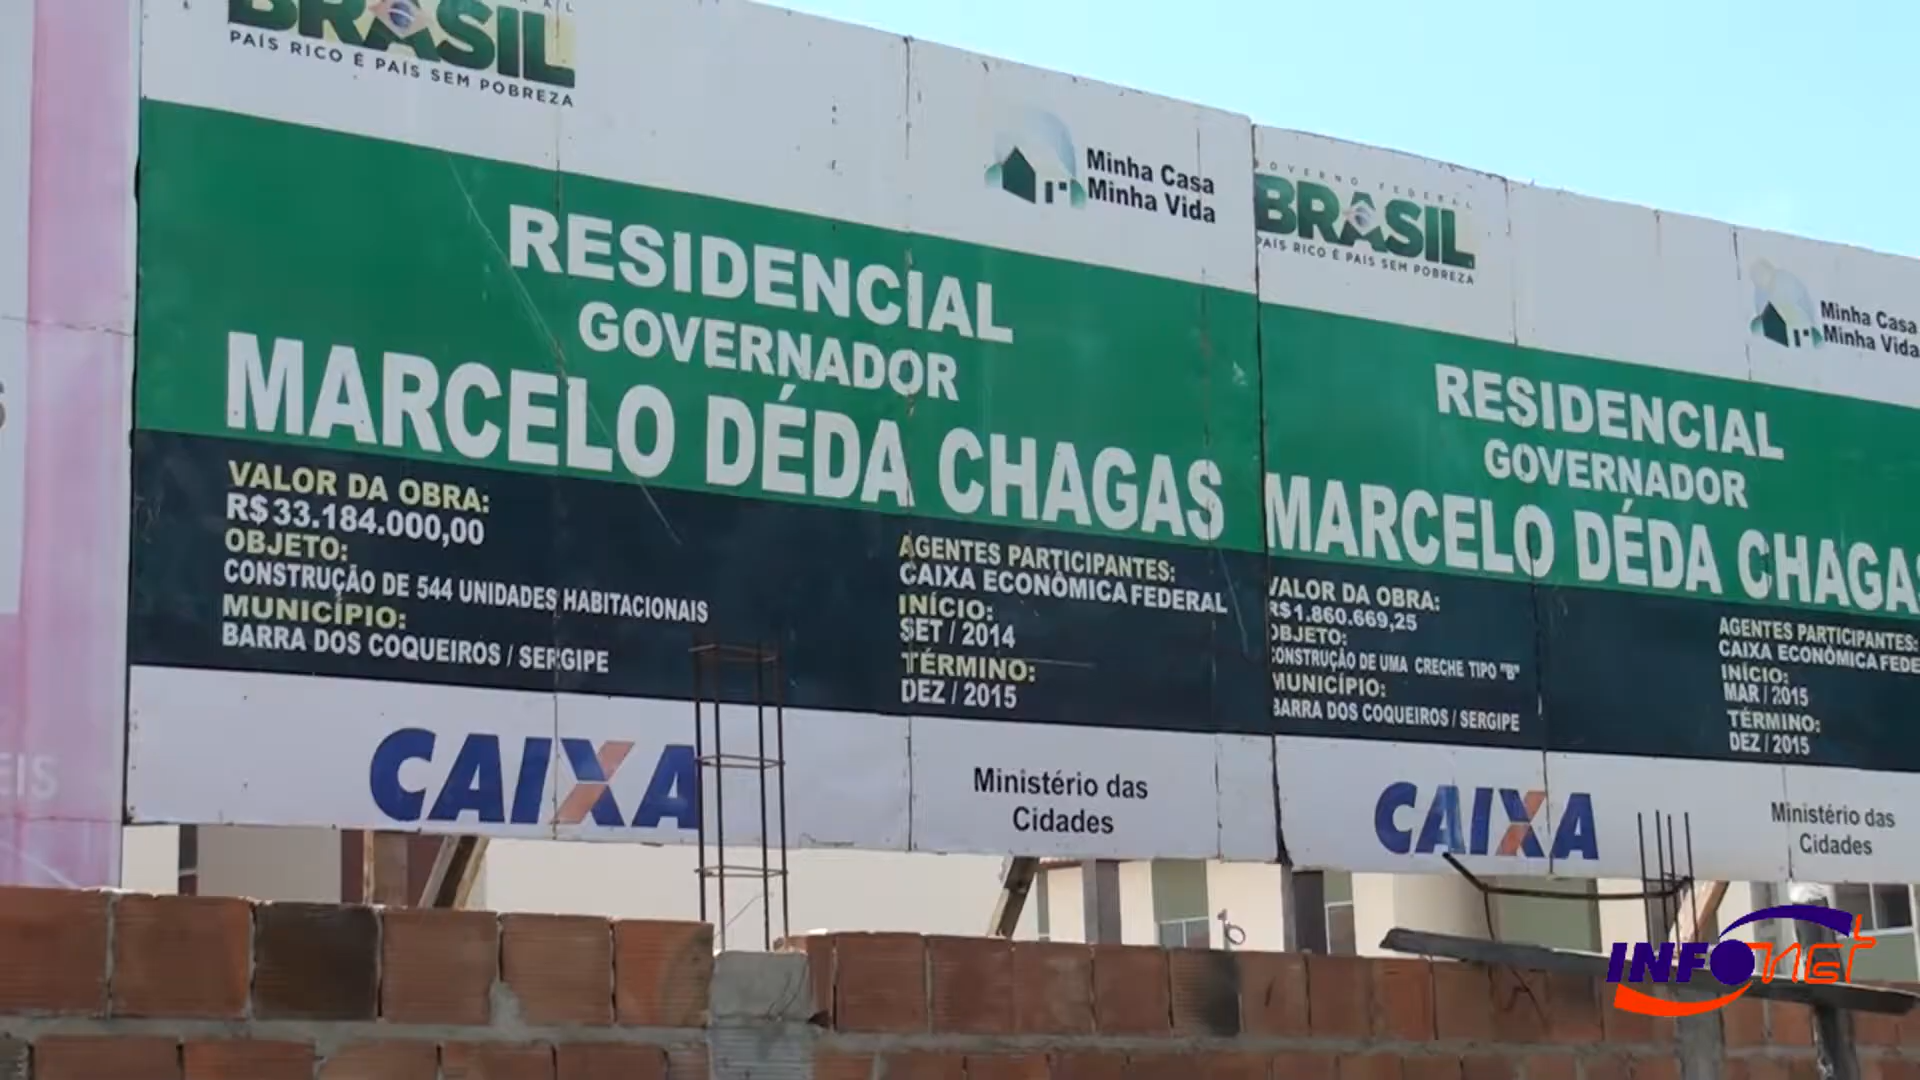 BRASIL
PAÍS RICO É PAÍS SEM POBREZA
Minha Casa
Minha Vida
RESIDENCIAL
GOVERNADOR
MARCELO DÉDA CHAGAS
VALOR DA OBRA:
R$33.184.000,00
OBJETO:
CONSTRUÇÃO DE 544 UNIDADES HABITACIONAIS
MUNICÍPIO:
BARRA DOS COQUEIROS / SERGIPE
AGENTES PARTICIPANTES:
CAIXA ECONÔMICA FEDERAL
INÍCIO:
SET / 2014
TÉRMINO:
DEZ / 2015
CAIXA
Ministério das
Cidades
OVERNO FEDERAL
BRASIL
PAÍS RICO É PAÍS SEM POBREZA
Minha Casa
Minha Vida
RESIDENCIAL
GOVERNADOR
MARCELO DÉDA CHAGAS
VALOR DA OBRA:
R$1.860.669,25
OBJETO:
CONSTRUÇÃO DE UMA CRECHE TIPO "B"
MUNICÍPIO:
BARRA DOS COQUEIROS / SERGIPE
AGENTES PARTICIPANTES:
CAIXA ECONÔMICA FEDE
INÍCIO:
MAR / 2015
TÉRMINO:
DEZ / 2015
CAIXA
Ministério das
Cidades
EIS
INFONET